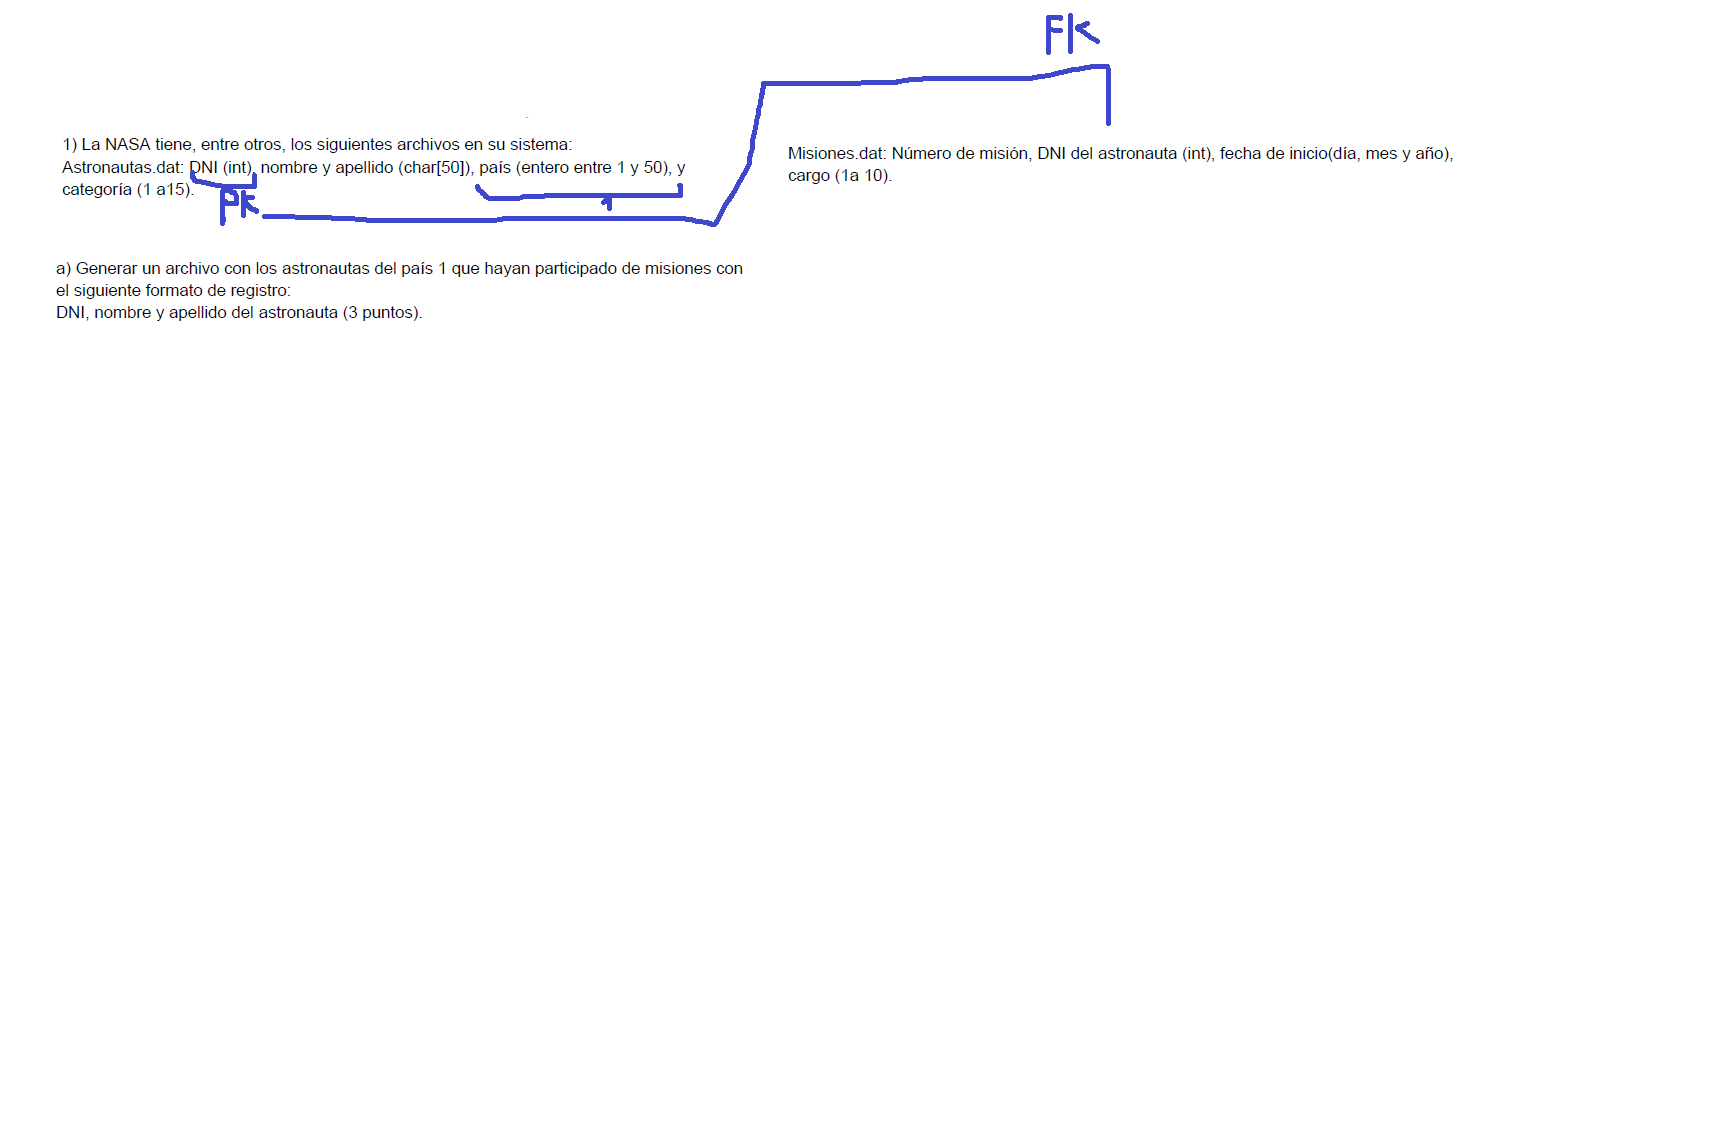 FK
1) La NASA tiene, entre otros, los siguientes archivos en su sistema:
Astronautas.dat: DNI (int), nombre y apellido (char[50]), país (entero entre 1 y 50), y
categoría (1 a15).
PK
1
Misiones.dat: Número de misión, DNI del astronauta (int), fecha de inicio(día, mes y año),
cargo (1a 10).
a) Generar un archivo con los astronautas del país 1 que hayan participado de misiones con
el siguiente formato de registro:
DNI, nombre y apellido del astronauta (3 puntos).